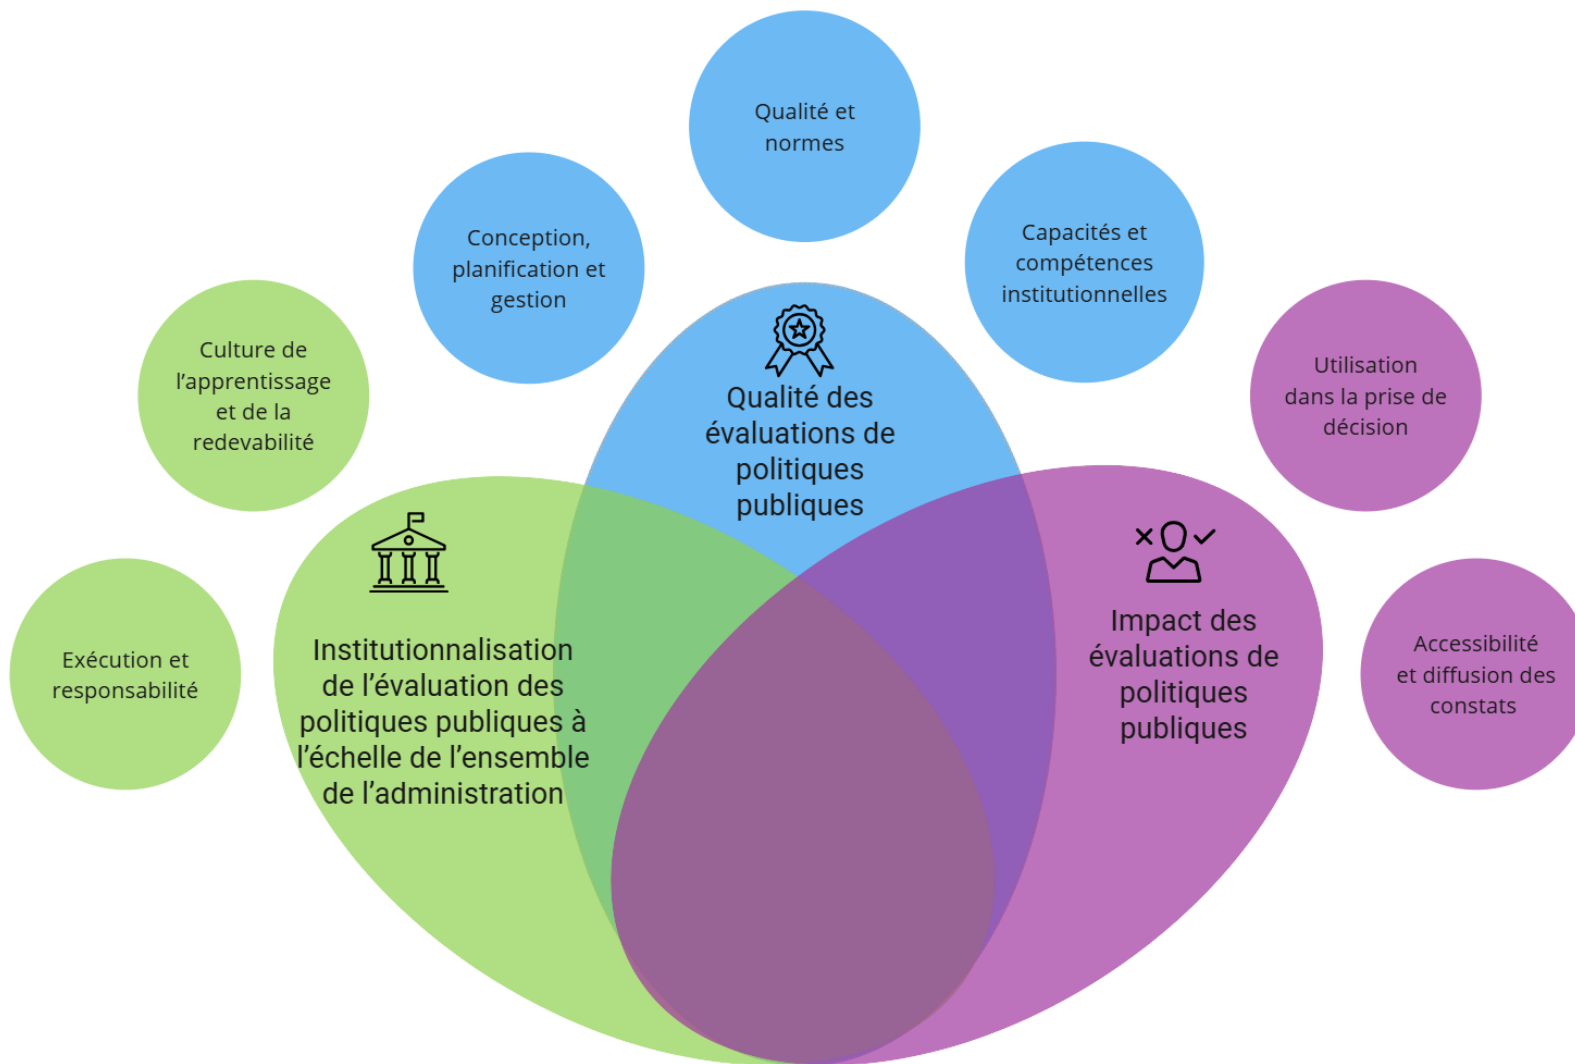 Qualité et
normes
Conception,
planification et
gestion
Capacités et
compétences
institutionnelles
Culture de
l’apprentissage
et de la
redevabilité
Utilisation
dans la prise de
décision
Qualité des
évaluations de
politiques
publiques
Exécution et
responsabilité
Institutionnalisation
de l’évaluation des
politiques publiques à
l’échelle de l’ensemble
de l’administration
Impact des
évaluations de
politiques
publiques
Accessibilité
et diffusion des
constats